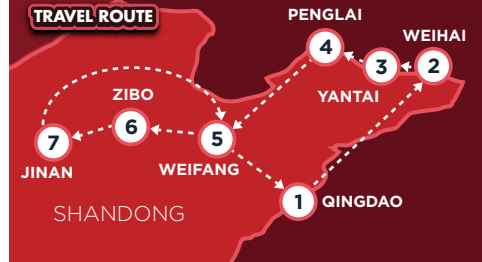 TRAVEL ROUTE
PENGLAI
WEIHAI
4
3
2
YANTAI
ZIBO
7
6
5
JINAN
WEIFANG
1
QINGDAO
SHANDONG